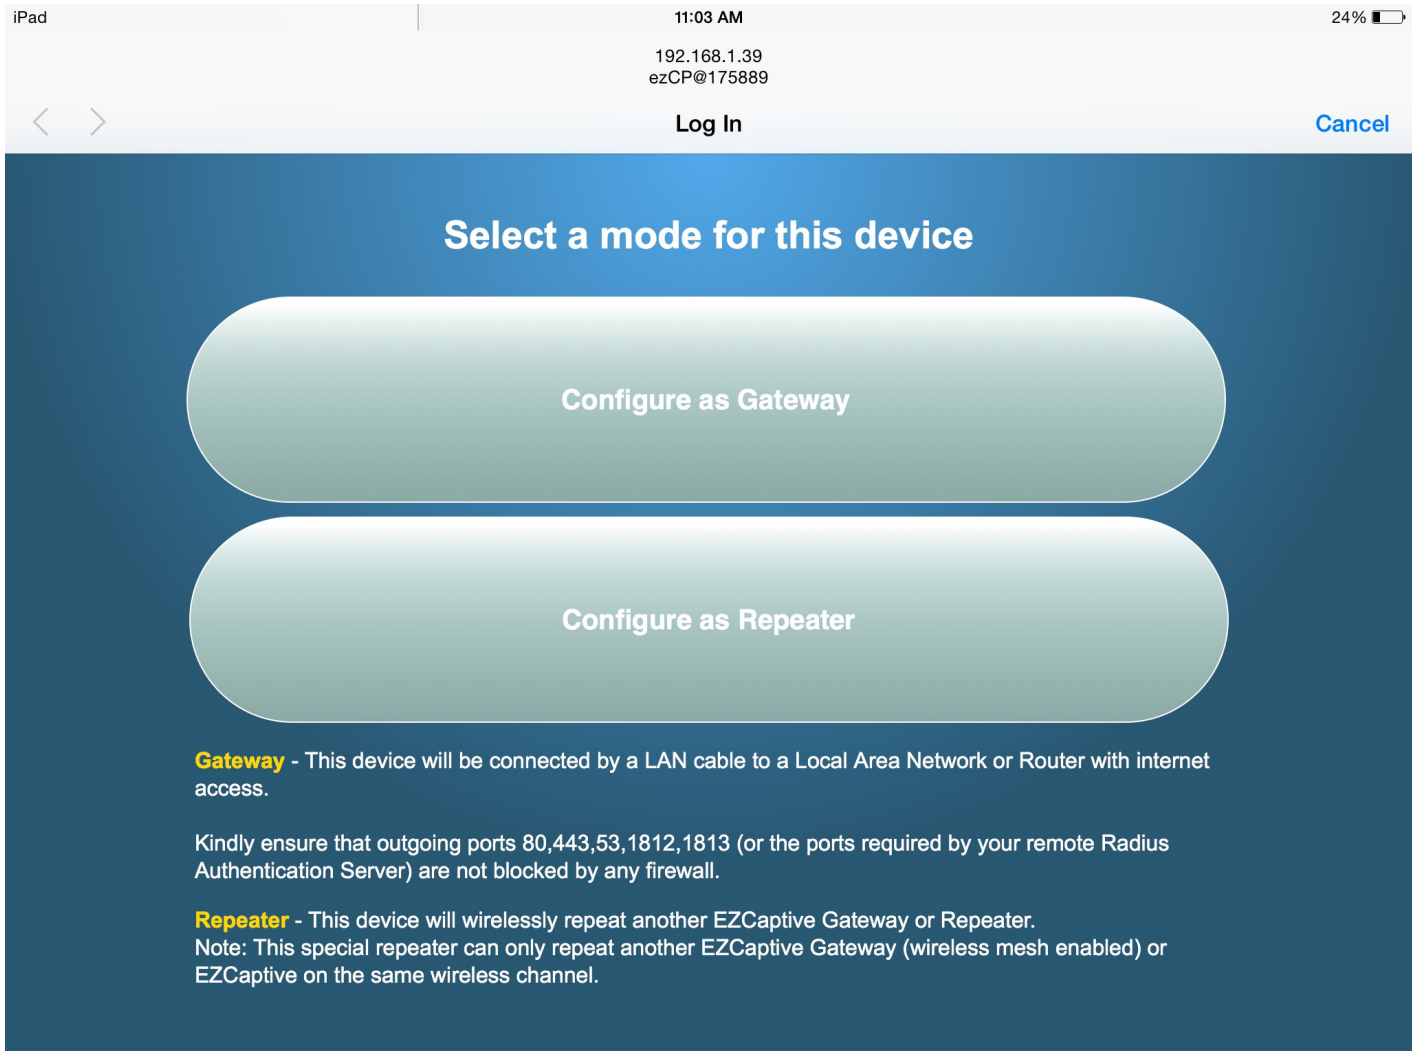 iPad
11:03 AM
24%
192.168.1.39
ezCP@175889
Log In
Cancel
Select a mode for this device
Configure as Gateway
Configure as Repeater
Gateway - This device will be connected by a LAN cable to a Local Area Network or Router with internet
access.
Kindly ensure that outgoing ports 80,443,53,1812,1813 (or the ports required by your remote Radius
Authentication Server) are not blocked by any firewall.
Repeater - This device will wirelessly repeat another EZCaptive Gateway or Repeater.
Note: This special repeater can only repeat another EZCaptive Gateway (wireless mesh enabled) or
EZCaptive on the same wireless channel.